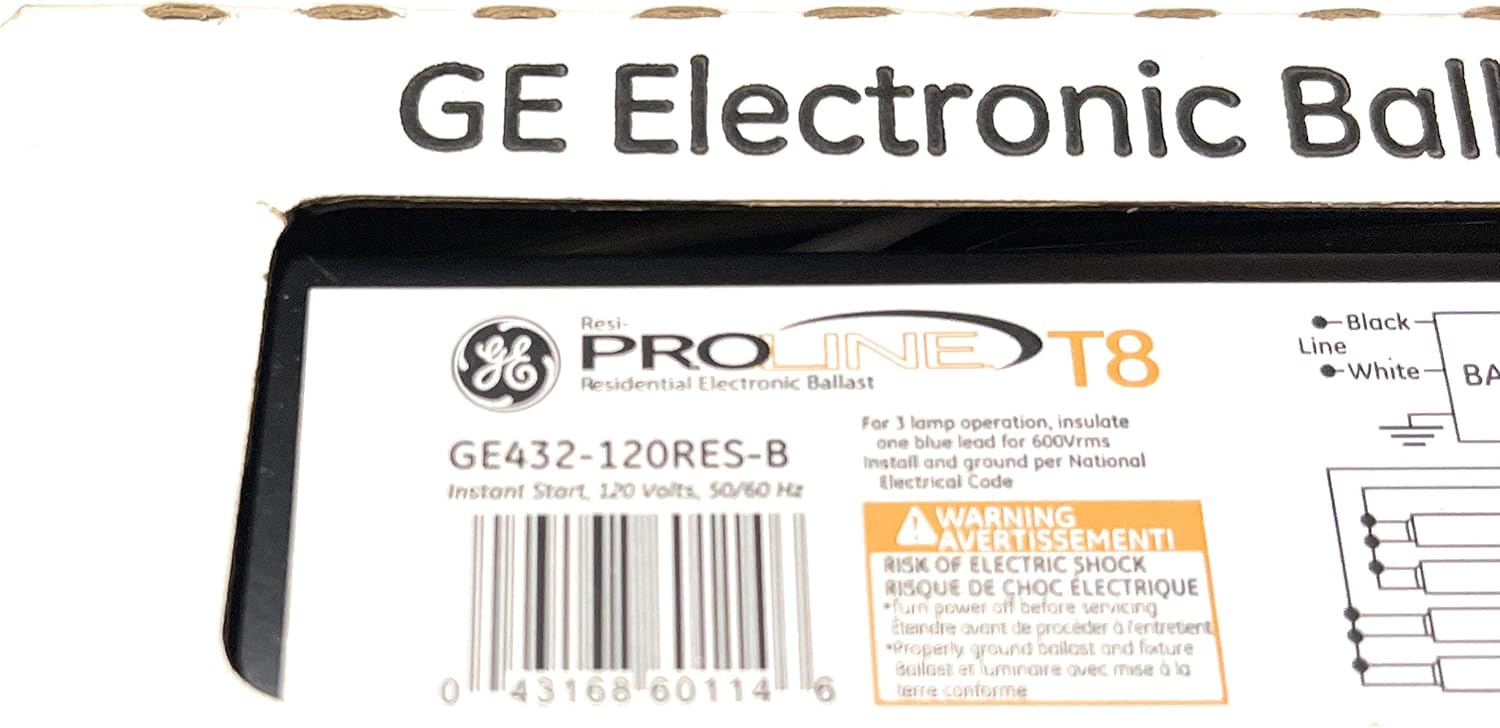 GE Electronic Ball
GE
Resi-
PROLINE T8
Residential Electronic Ballast
GE432-120RES-B
Instant Start, 120 Volts, 50/60 Hz
0 43168 60114 6
For 3 lamp operation, insulate
one blue lead for 600Vrms
Install and ground per National
Electrical Code
WARNING
AVERTISSEMENT!
RISK OF ELECTRIC SHOCK
RISQUE DE CHOC ÉLECTRIQUE
*Turn power off before servicing
Éteindre avant de procéder à l'entretient
*Properly ground ballast and fixture
Ballast et luminaire avec mise à la
terre conforme
Black
Line
White
BA